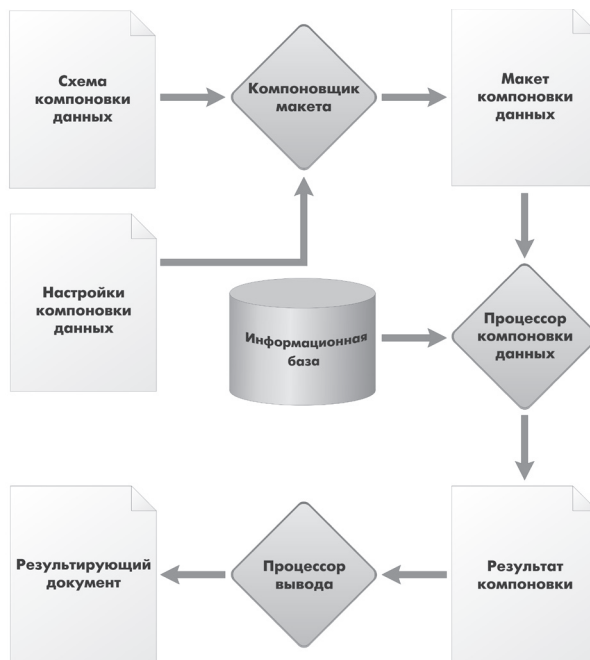 Схема
компоновки
данных
Компоновщик
макета
Макет
компоновки
данных
Настройки
компоновки
данных
Информационная
база
Процессор
компоновки
данных
Результирующий
документ
Процессор
вывода
Результат
компоновки